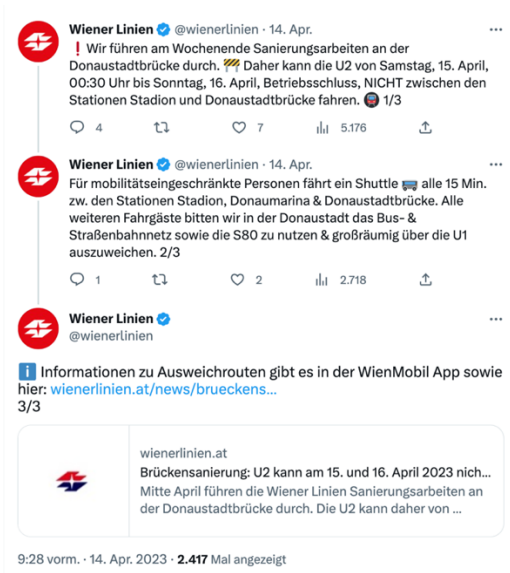 Wiener Linien @wienerlinien · 14. Apr.
❗ Wir führen am Wochenende Sanierungsarbeiten an der
Donaustadtbrücke durch. 🚧 Daher kann die U2 von Samstag, 15. April,
00:30 Uhr bis Sonntag, 16. April, Betriebsschluss, NICHT zwischen den
Stationen Stadion und Donaustadtbrücke fahren. 🚇 1/3
4 7 5.176
Wiener Linien @wienerlinien · 14. Apr.
Für mobilitätseingeschränkte Personen fährt ein Shuttle 🚌 alle 15 Min.
zw. den Stationen Stadion, Donaumarina & Donaustadtbrücke. Alle
weiteren Fahrgäste bitten wir in der Donaustadt das Bus- &
Straßenbahnnetz sowie die S80 zu nutzen & großräumig über die U1
auszuweichen. 2/3
1 2 2.718
Wiener Linien
@wienerlinien
ℹ️ Informationen zu Ausweichrouten gibt es in der WienMobil App sowie
hier: wienerlinien.at/news/brueckens...
3/3
wienerlinien.at
Brückensanierung: U2 kann am 15. und 16. April 2023 nich...
Mitte April führen die Wiener Linien Sanierungsarbeiten an
der Donaustadtbrücke durch. Die U2 kann daher von ...
9:28 vorm. · 14. Apr. 2023 · 2.417 Mal angezeigt